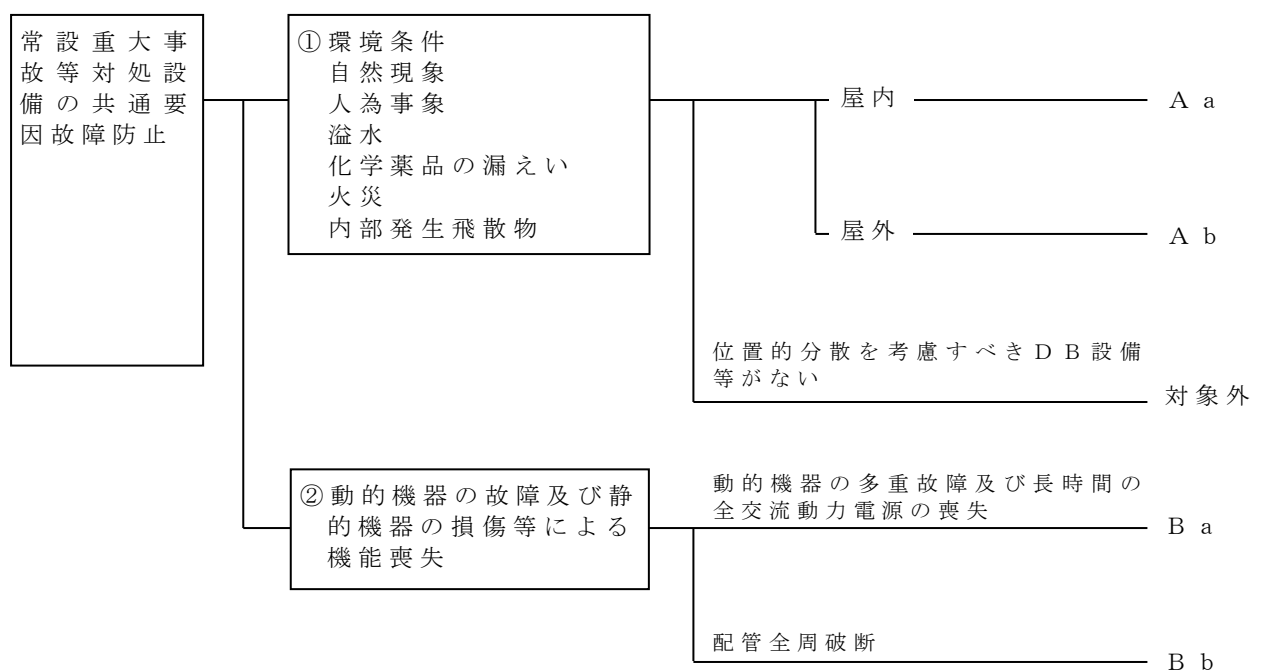 常設重大事
故等対処設
備の共通要
因故障防止
①環境条件
自然現象
人為事象
溢水
化学薬品の漏えい
火災
内部発生飛散物
屋内
Ａａ
屋外
Ａｂ
位置的分散を考慮すべきＤＢ設備
等がない
対象外
②動的機器の故障及び静
的機器の損傷等による
機能喪失
動的機器の多重故障及び長時間の
全交流動力電源の喪失
Ｂａ
配管全周破断
Ｂｂ